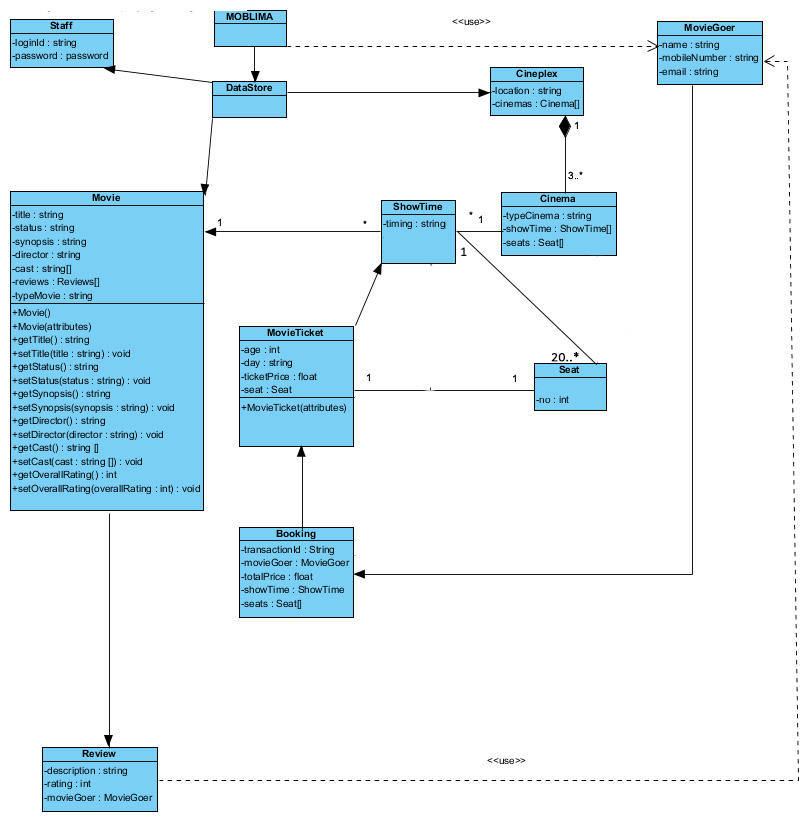 Staff
-loginId : string
-password : password
MOBLIMA
<<use>>
MovieGoer
-name : string
-mobileNumber : string
-email : string
DataStore
Cineplex
-location : string
-cinemas : Cinema[]
1
3..*
Movie
-title : string
-status : string
-synopsis : string
-director : string
-cast : string[]
-reviews : Reviews[]
-typeMovie : string
+Movie()
+Movie(attributes)
+getTitle() : string
+setTitle(title : string) : void
+getStatus() : string
+setStatus(status : string) : void
+getSynopsis() : string
+setSynopsis(synopsis : string) : void
+getDirector() : string
+setDirector(director : string) : void
+getCast() : string []
+setCast(cast : string []) : void
+getOverallRating() : int
+setOverallRating(overallRating : int) : void
1
*
ShowTime
-timing : string
*
1
1
Cinema
-typeCinema : string
-showTime : ShowTime[]
-seats : Seat[]
MovieTicket
-age : int
-day : string
-ticketPrice : float
-seat : Seat
+MovieTicket(attributes)
1
1
20..*
Seat
-no : int
Booking
-transactionId : String
-movieGoer : MovieGoer
-totalPrice : float
-showTime : ShowTime
-seats : Seat[]
Review
-description : string
-rating : int
-movieGoer : MovieGoer
<<use>>